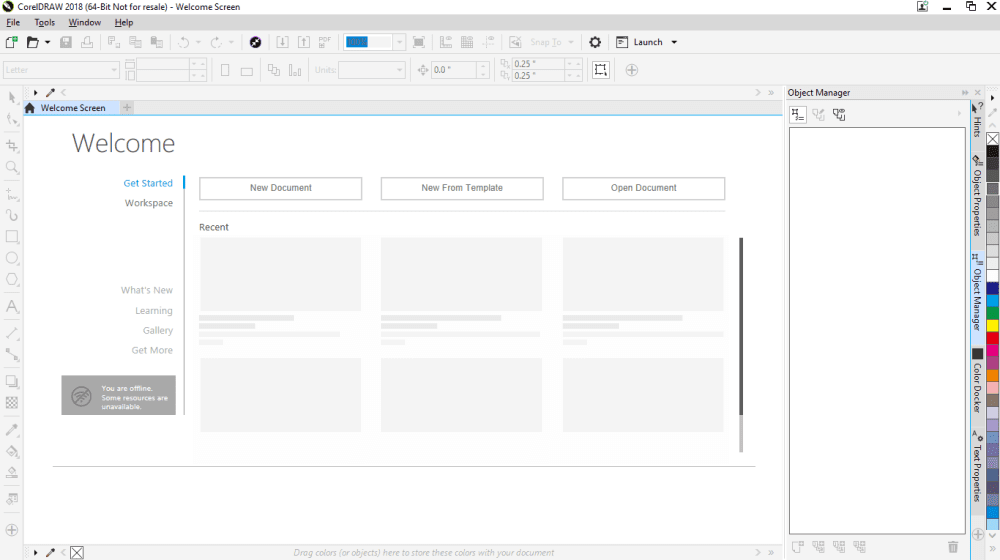 CorelDRAW 2018 (64-Bit Not for resale) - Welcome Screen
File Tools Window Help
PDF Snap To Launch
Letter Units: 0.0 ° 0.25 "
0.25 "
Welcome Screen
Object Manager
Welcome
Get Started
Workspace
What's New
Learning
Gallery
Get More
You are offline.
Some resources are
unavailable.
New Document New From Template Open Document
Recent
Hints
Object Properties
Object Manager
Color Docker
Text Properties
Drag colors (or objects) here to store these colors with your document